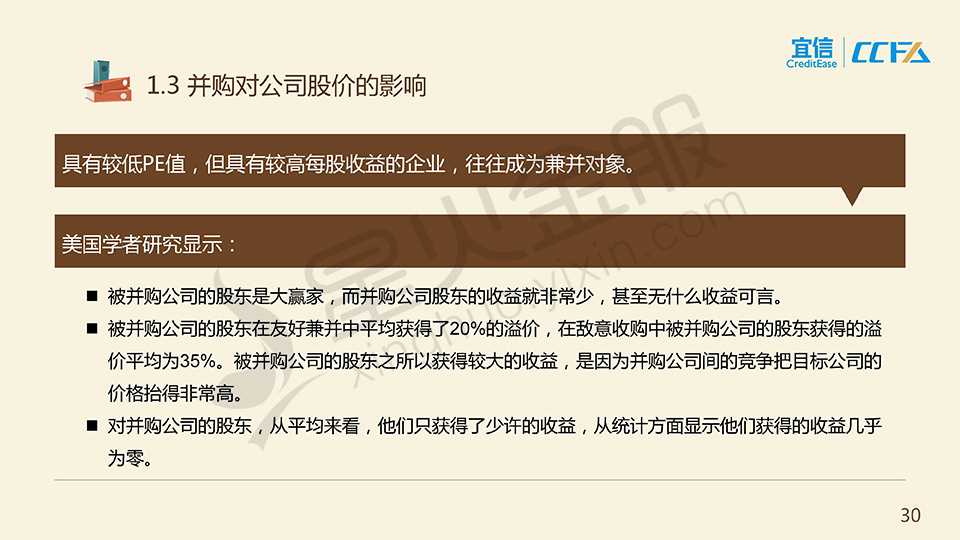 宜信
CreditEase
CCFA
1.3 并购对公司股价的影响
具有较低PE值，但具有较高每股收益的企业，往往成为兼并对象。
美国学者研究显示：
■ 被并购公司的股东是大赢家，而并购公司股东的收益就非常少，甚至无什么收益可言。
■ 被并购公司的股东在友好兼并中平均获得了20%的溢价，在敌意收购中被并购公司的股东获得的溢
价平均为35%。被并购公司的股东之所以获得较大的收益，是因为并购公司间的竞争把目标公司的
价格抬得非常高。
■ 对并购公司的股东，从平均来看，他们只获得了少许的收益，从统计方面显示他们获得的收益几乎
为零。
星火金服
xinghuoyixin.com
30